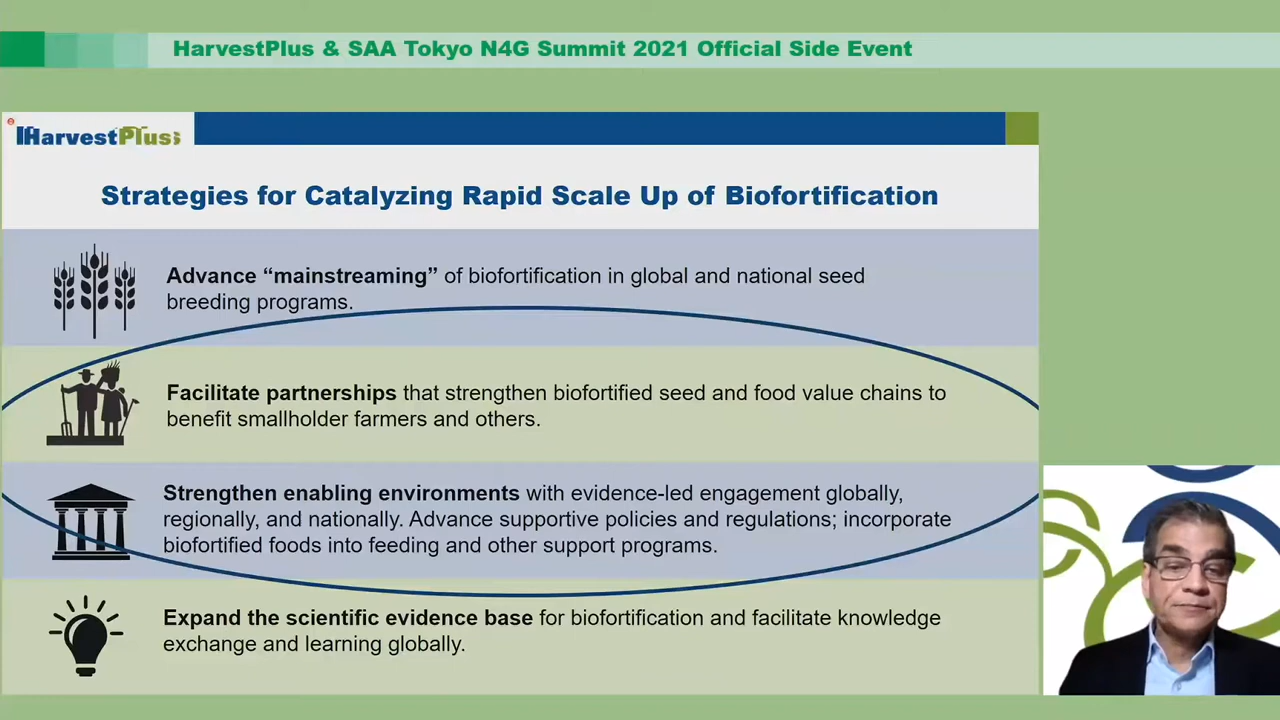 HarvestPlus & SAA Tokyo N4G Summit 2021 Official Side Event
HarvestPlus
Strategies for Catalyzing Rapid Scale Up of Biofortification
Advance “mainstreaming” of biofortification in global and national seed
breeding programs.
Facilitate partnerships that strengthen biofortified seed and food value chains to
benefit smallholder farmers and others.
Strengthen enabling environments with evidence-led engagement globally,
regionally, and nationally. Advance supportive policies and regulations; incorporate
biofortified foods into feeding and other support programs.
Expand the scientific evidence base for biofortification and facilitate knowledge
exchange and learning globally.